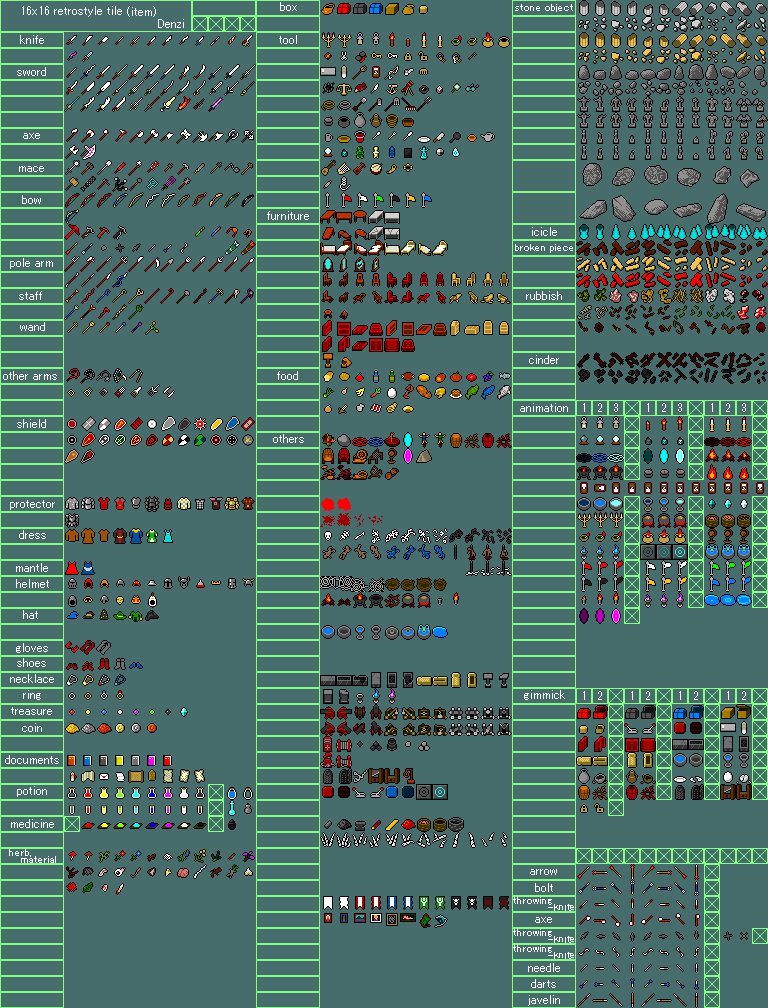 16x16 retrostyle tile (item)
Denzi
knife
sword
axe
mace
bow
pole arm
staff
wand
other arms
shield
protector
dress
mantle
helmet
hat
gloves
shoes
necklace
ring
treasure
coin
documents
potion
medicine
herb,
material
box
tool
furniture
food
others
stone object
icicle
broken piece
rubbish
cinder
animation
1 2 3
1 2 3
1 2 3
gimmick
1 2
1 2
1 2
1 2
arrow
bolt
throwing
-knife
axe
throwing
-knife
throwing
-knife
needle
darts
javelin